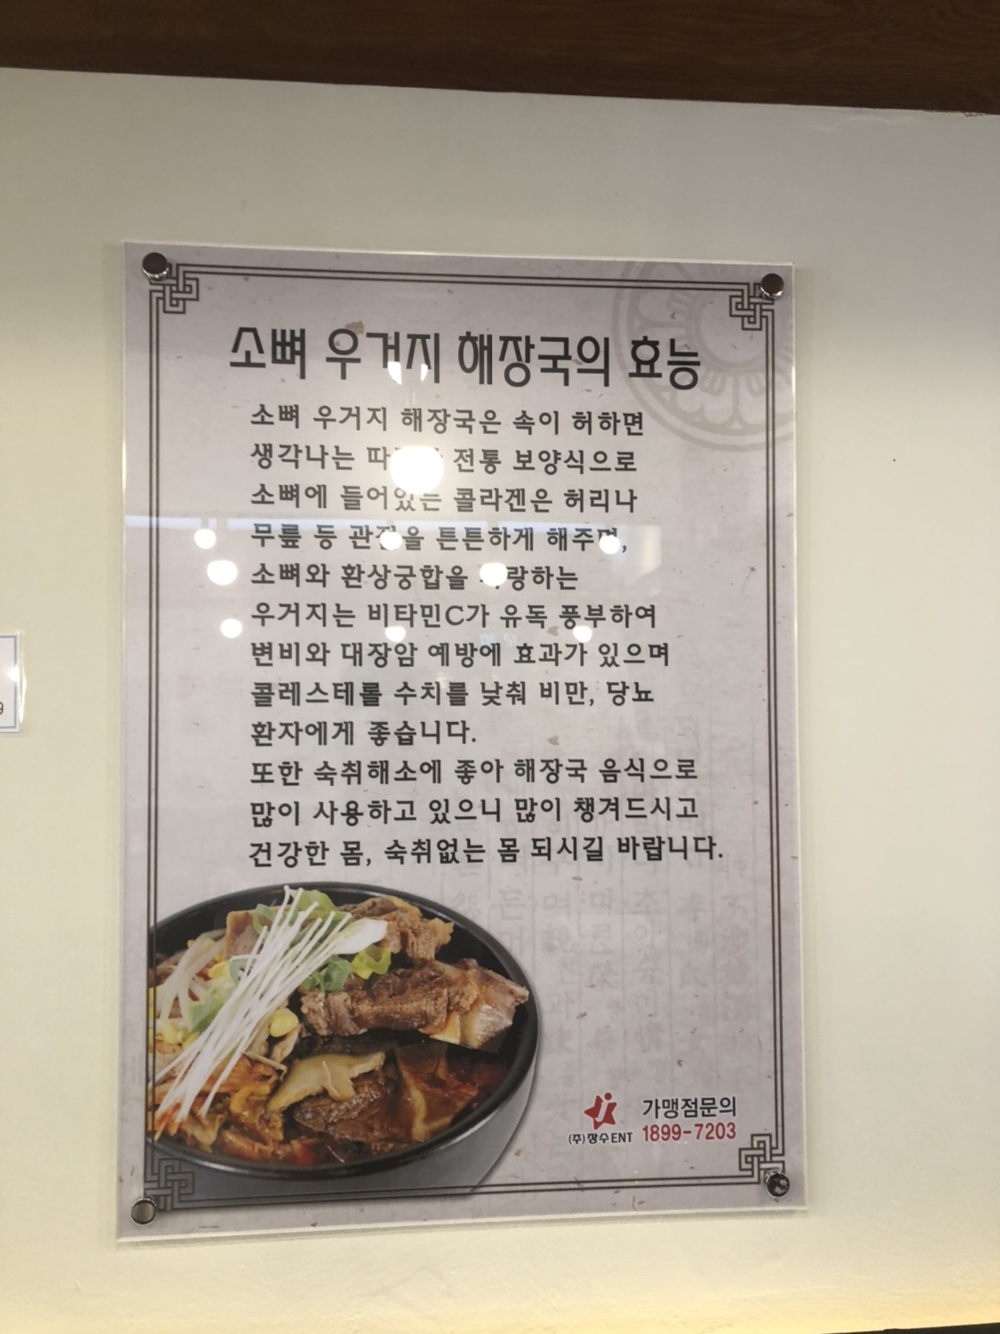 소뼈 우거지 해장국의 효능
소뼈 우거지 해장국은 속이 허하면
생각나는 전통 보양식으로
소뼈에 들어있는 콜라겐은 허리나
무릎 등 관절을 튼튼하게 해주며,
소뼈와 환상궁합을 자랑하는
우거지는 비타민C가 유독 풍부하여
변비와 대장암 예방에 효과가 있으며
콜레스테롤 수치를 낮춰 비만, 당뇨
환자에게 좋습니다.
또한 숙취해소에 좋아 해장국 음식으로
많이 사용하고 있으니 많이 챙겨드시고
건강한 몸, 숙취없는 몸 되시길 바랍니다.
가맹점문의
(주)장수ENT 1899-7203
9